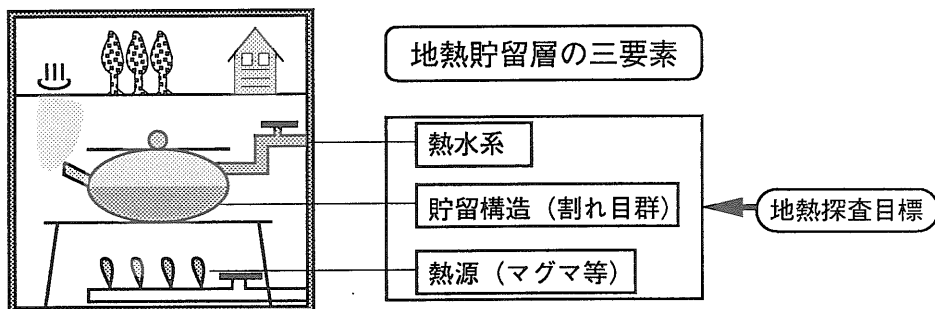 地熱貯留層の三要素
熱水系
貯留構造（割れ目群）
熱源（マグマ等）
地熱探査目標